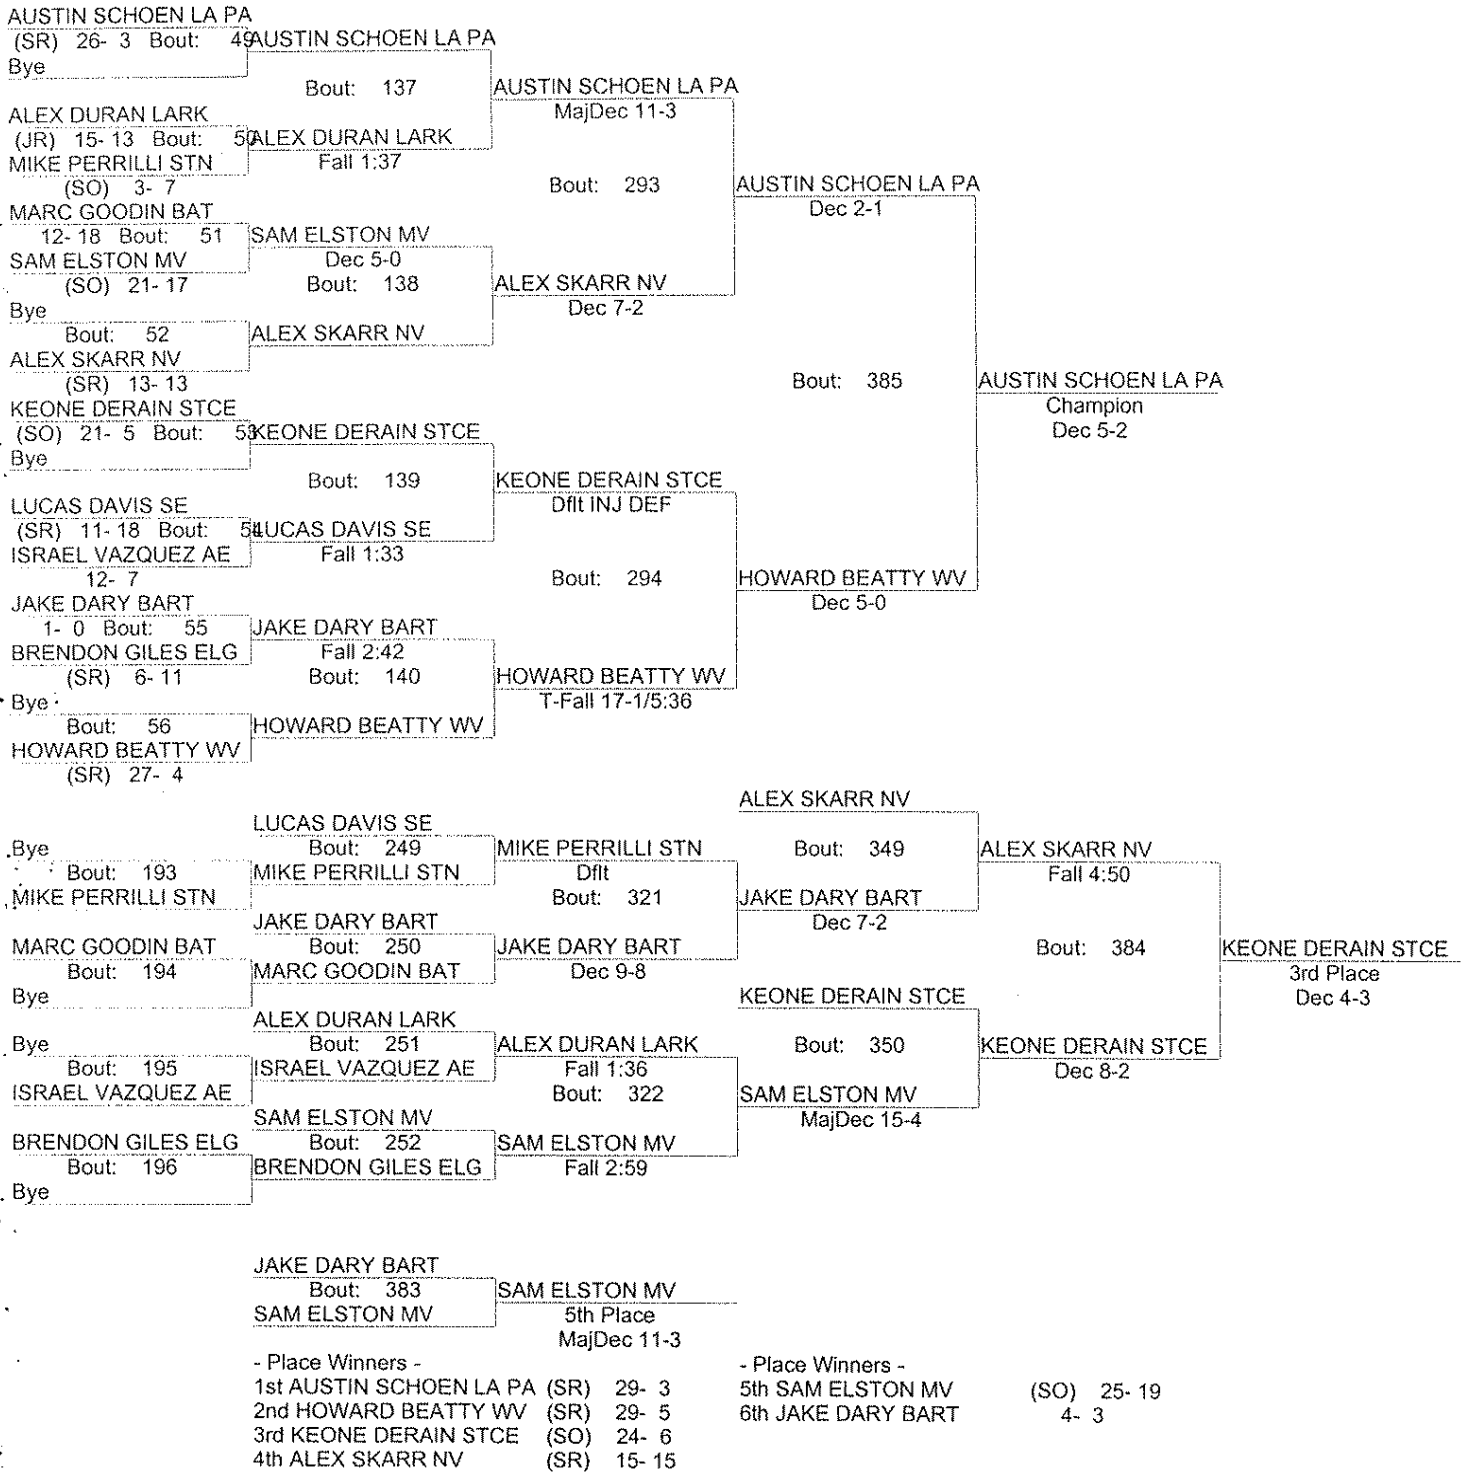 AUSTIN SCHOEN LA PA
(SR) 26- 3 Bout: 49 AUSTIN SCHOEN LA PA
Bye
Bout: 137 AUSTIN SCHOEN LA PA
MajDec 11-3
ALEX DURAN LARK
(JR) 15- 13 Bout: 50 ALEX DURAN LARK
MIKE PERRILLI STN Fall 1:37
(SO) 3- 7 Bout: 293 AUSTIN SCHOEN LA PA
MARC GOODIN BAT Dec 2-1
12- 18 Bout: 51 SAM ELSTON MV
SAM ELSTON MV Dec 5-0
(SO) 21- 17 Bout: 138 ALEX SKARR NV
Bye Dec 7-2
Bout: 52 ALEX SKARR NV
ALEX SKARR NV
(SR) 13- 13 Bout: 385 AUSTIN SCHOEN LA PA
KEONE DERAIN STCE Champion
(SO) 21- 5 Bout: 53 KEONE DERAIN STCE Dec 5-2
Bye
Bout: 139 KEONE DERAIN STCE
LUCAS DAVIS SE Dflt INJ DEF
(SR) 11- 18 Bout: 54 LUCAS DAVIS SE
ISRAEL VAZQUEZ AE Fall 1:33
12- 7 Bout: 294 HOWARD BEATTY WV
JAKE DARY BART Dec 5-0
1- 0 Bout: 55 JAKE DARY BART
BRENDON GILES ELG Fall 2:42
(SR) 6- 11 Bout: 140 HOWARD BEATTY WV
Bye T-Fall 17-1/5:36
Bout: 56 HOWARD BEATTY WV
HOWARD BEATTY WV
(SR) 27- 4
ALEX SKARR NV
LUCAS DAVIS SE
Bye Bout: 249 MIKE PERRILLI STN Bout: 349 ALEX SKARR NV
Bout: 193 MIKE PERRILLI STN Dflt Fall 4:50
MIKE PERRILLI STN Bout: 321 JAKE DARY BART
JAKE DARY BART Dec 7-2
MARC GOODIN BAT Bout: 250 JAKE DARY BART Bout: 384 KEONE DERAIN STCE
Bout: 194 MARC GOODIN BAT Dec 9-8 3rd Place
Bye KEONE DERAIN STCE Dec 4-3
ALEX DURAN LARK
Bye Bout: 251 ALEX DURAN LARK Bout: 350 KEONE DERAIN STCE
Bout: 195 ISRAEL VAZQUEZ AE Fall 1:36 Dec 8-2
ISRAEL VAZQUEZ AE Bout: 322 SAM ELSTON MV
SAM ELSTON MV MajDec 15-4
BRENDON GILES ELG Bout: 252 SAM ELSTON MV
Bout: 196 BRENDON GILES ELG Fall 2:59
Bye
JAKE DARY BART
Bout: 383 SAM ELSTON MV
SAM ELSTON MV 5th Place
MajDec 11-3
- Place Winners - - Place Winners -
1st AUSTIN SCHOEN LA PA (SR) 29- 3 5th SAM ELSTON MV (SO) 25- 19
2nd HOWARD BEATTY WV (SR) 29- 5 6th JAKE DARY BART 4- 3
3rd KEONE DERAIN STCE (SO) 24- 6
4th ALEX SKARR NV (SR) 15- 15